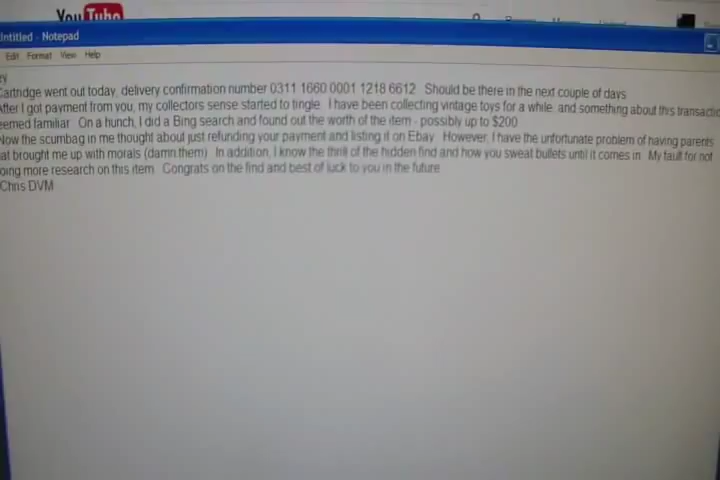 YouTube
ntitled - Notepad
Edit Format View Help
ey
Cartridge went out today, delivery confirmation number 0311 1660 0001 1218 6612 Should be there in the next couple of days
After I got payment from you, my collectors sense started to tingle. I have been collecting vintage toys for a while, and something about this transactio
eemed familiar On a hunch, I did a Bing search and found out the worth of the item - possibly up to $200
Now the scumbag in me thought about just refunding your payment and listing it on Ebay. However, I have the unfortunate problem of having parents
at brought me up with morals (damn them) In addition, I know the thrill of the hidden find and how you sweat bullets until it comes in. My fault for not
oing more research on this item Congrats on the find and best of luck to you in the future
Chris DVM